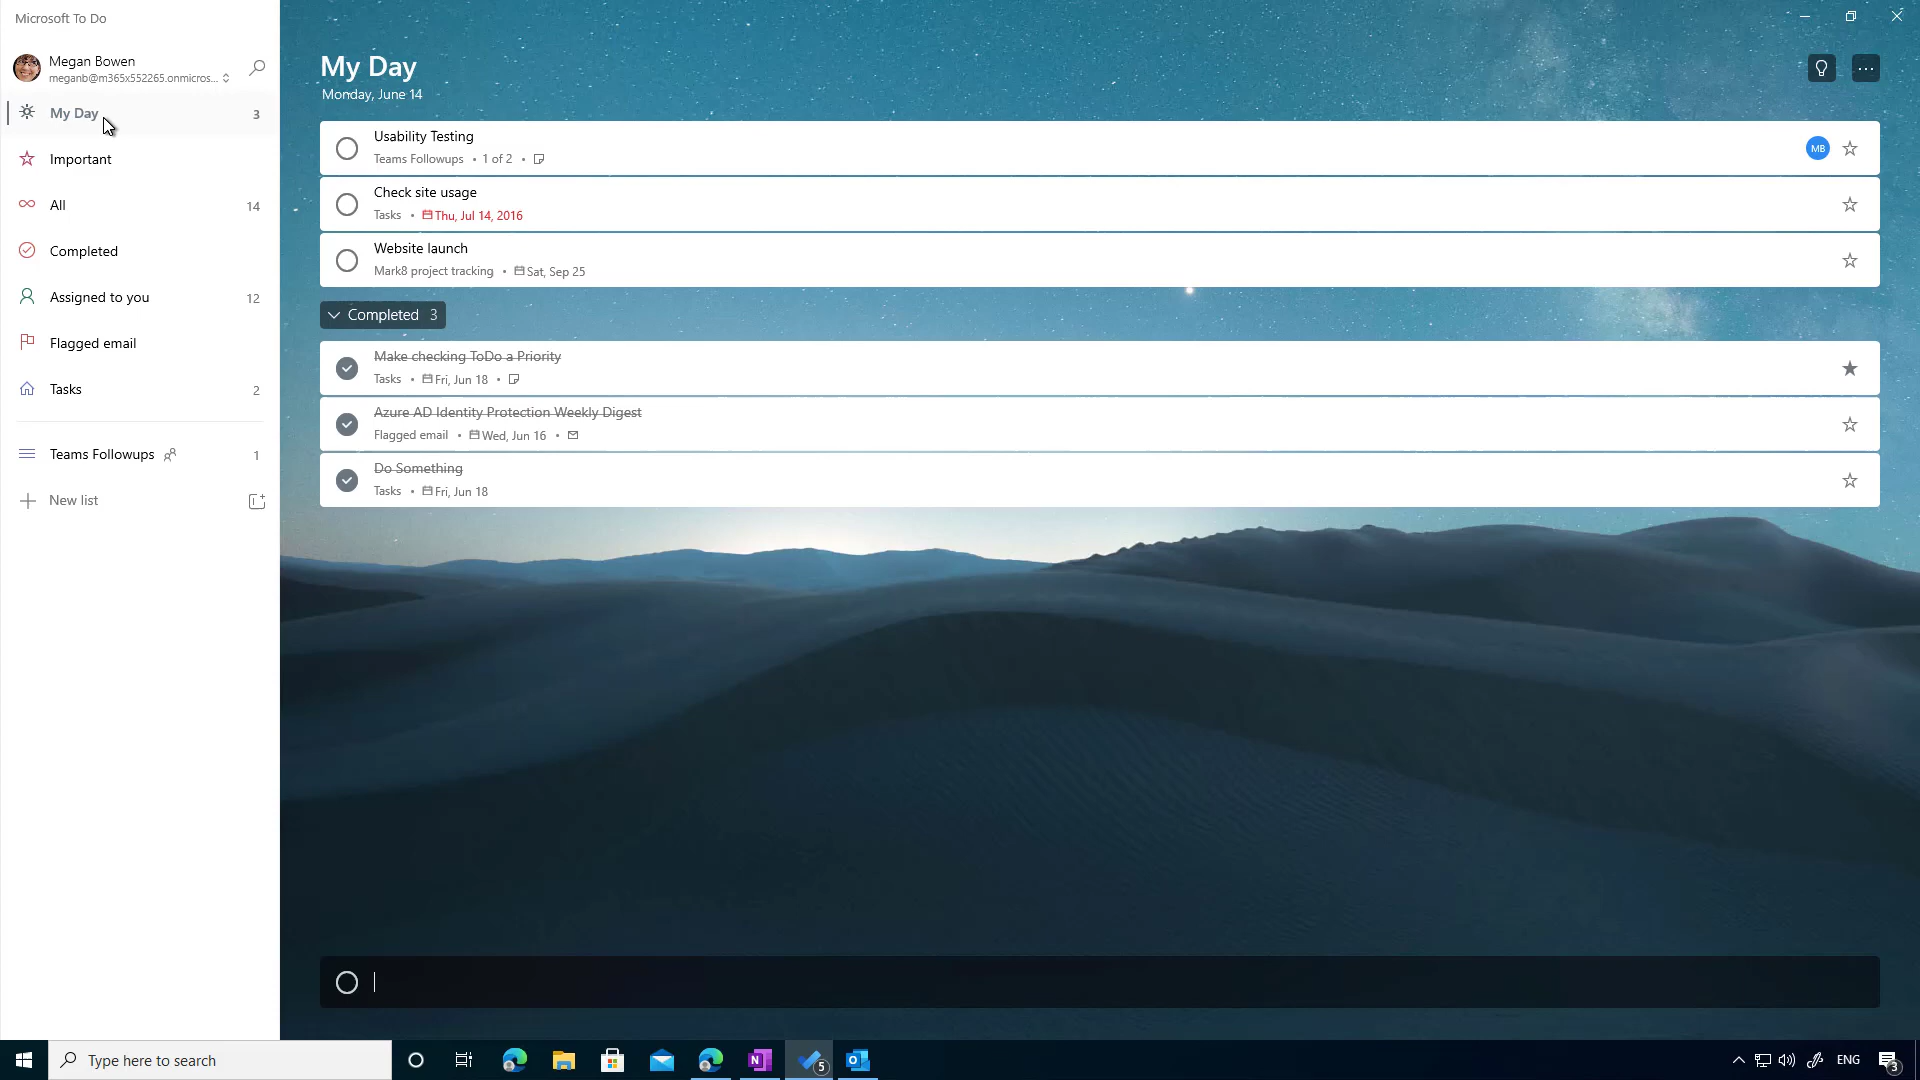 Microsoft To Do
Megan Bowen
meganb@m365x552265.onmicros...
My Day 3
Important
All 14
Completed
Assigned to you 12
Flagged email
Tasks 2
Teams Followups 1
New list
My Day
Monday, June 14
Usability Testing
Teams Followups • 1 of 2 •
MB
Check site usage
Tasks • Thu, Jul 14, 2016
Website launch
Mark8 project tracking • Sat, Sep 25
Completed 3
Make checking ToDo a Priority
Tasks • Fri, Jun 18 •
Azure AD Identity Protection Weekly Digest
Flagged email • Wed, Jun 16 •
Do Something
Tasks • Fri, Jun 18
Type here to search
N
5
O
ENG
3